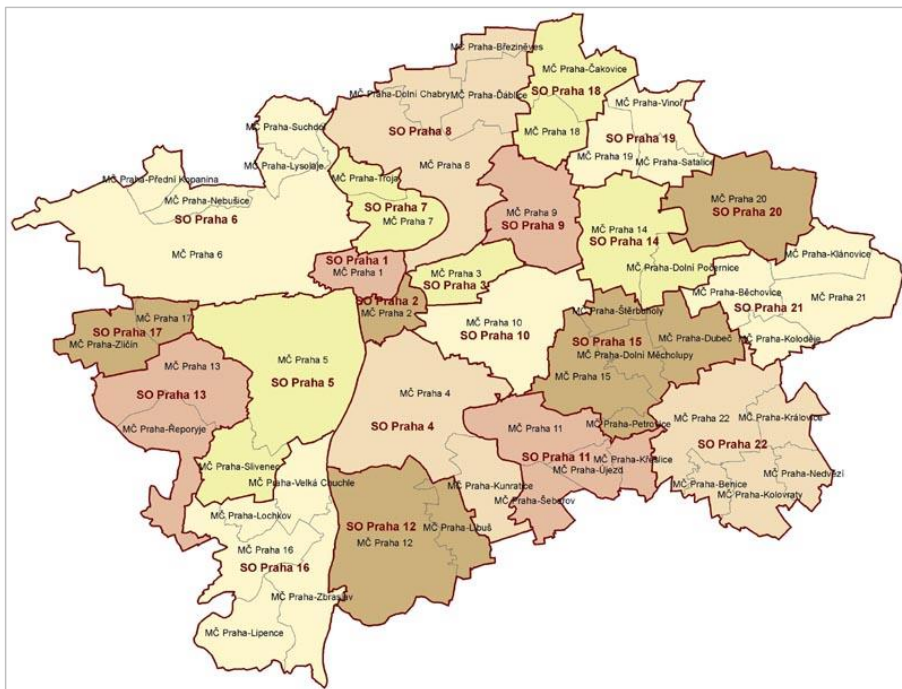 MČ Praha-Březiněves
MČ Praha-Čakovice
MČ Praha-Dolní Chabry
MČ Praha-Ďáblice
SO Praha 18
MČ Praha-Vinoř
MČ Praha-Suchdol
SO Praha 8
MČ Praha 18
SO Praha 19
MČ Praha-Lysolaje
MČ Praha 8
MČ Praha 19
MČ Praha-Satalice
MČ Praha-Přední Kopanina
MČ Praha-Troja
MČ Praha-Nebušice
SO Praha 7
MČ Praha 9
MČ Praha 20
SO Praha 6
MČ Praha 7
SO Praha 9
MČ Praha 14
SO Praha 20
SO Praha 14
MČ Praha 6
SO Praha 1
MČ Praha-Klánovice
MČ Praha 1
MČ Praha 3
MČ Praha-Dolní Počernice
SO Praha 3
MČ Praha-Běchovice
MČ Praha 21
SO Praha 2
SO Praha 21
MČ Praha 2
MČ Praha-Štěrboholy
MČ Praha 17
MČ Praha 10
SO Praha 17
SO Praha 10
SO Praha 15
MČ Praha-Dubeč
MČ Praha-Koloděje
MČ Praha-Zličín
MČ Praha 5
MČ Praha-Dolní Měcholupy
MČ Praha 13
SO Praha 5
MČ Praha 15
SO Praha 13
MČ Praha 4
MČ Praha-Petrovice
MČ Praha 22
MČ Praha-Královice
SO Praha 4
MČ Praha 11
MČ Praha-Řeporyje
SO Praha 22
SO Praha 11
MČ Praha-Křeslice
MČ Praha-Slivenec
MČ Praha-Újezd
MČ Praha-Nedvězí
MČ Praha-Velká Chuchle
MČ Praha-Kunratice
MČ Praha-Benice
MČ Praha-Šeberov
MČ Praha-Kolovraty
MČ Praha-Lochkov
SO Praha 12
MČ Praha-Libuš
MČ Praha 12
MČ Praha 16
SO Praha 16
MČ Praha-Zbraslav
MČ Praha-Lipence